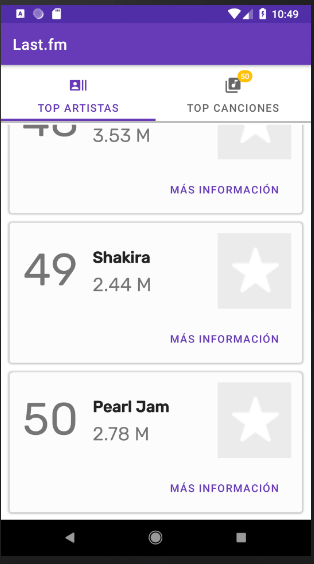 10:49
Last.fm
50
TOP ARTISTAS
TOP CANCIONES
48
3.53 M
MÁS INFORMACIÓN
49
Shakira
2.44 M
MÁS INFORMACIÓN
50
Pearl Jam
2.78 M
MÁS INFORMACIÓN